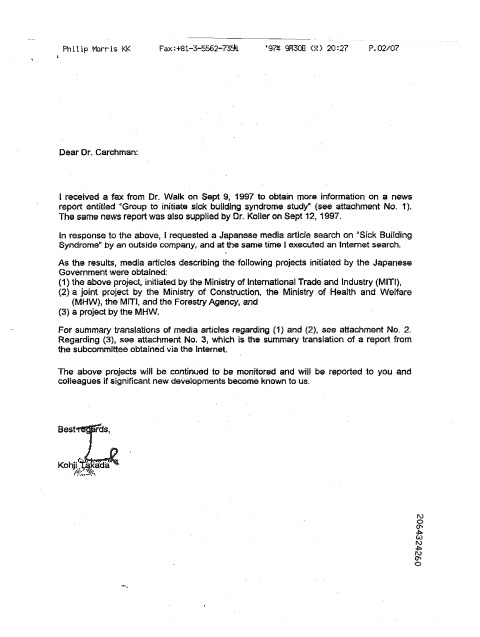 Philip Morris KK Fax:+81-3-5562-7351 '97年 9月30日 (火) 20:27 P.02/07
Dear Dr. Carchman:
I received a fax from Dr. Walk on Sept 9, 1997 to obtain more information on a news
report entitled "Group to initiate sick building syndrome study" (see attachment No. 1).
The same news report was also supplied by Dr. Koller on Sept 12, 1997.
In response to the above, I requested a Japanese media article search on "Sick Building
Syndrome" by an outside company, and at the same time I executed an Internet search.
As the results, media articles describing the following projects initiated by the Japanese
Government were obtained:
(1) the above project, initiated by the Ministry of International Trade and Industry (MITI),
(2) a joint project by the Ministry of Construction, the Ministry of Health and Welfare
(MHW), the MITI, and the Forestry Agency, and
(3) a project by the MHW.
For summary translations of media articles regarding (1) and (2), see attachment No. 2.
Regarding (3), see attachment No. 3, which is the summary translation of a report from
the subcommittee obtained via the Internet.
The above projects will be continued to be monitored and will be reported to you and
colleagues if significant new developments become known to us.
Best regards,
Kohji Takada
2064324260